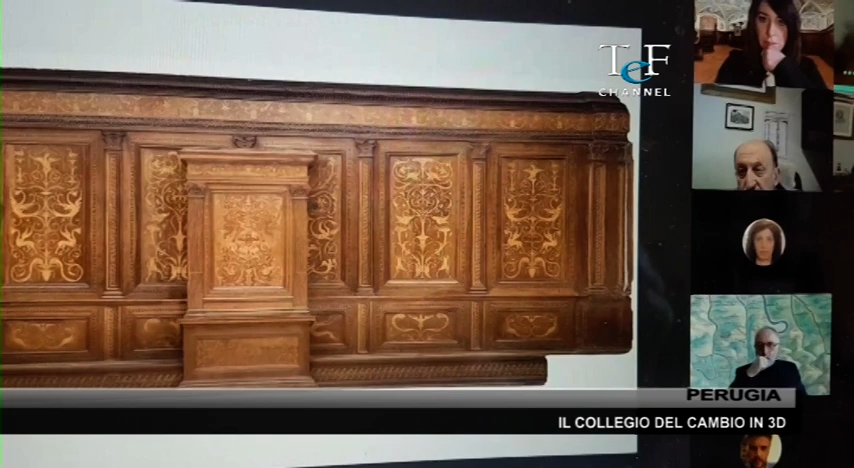 TeF
CHANNEL
PERUGIA
IL COLLEGIO DEL CAMBIO IN 3D